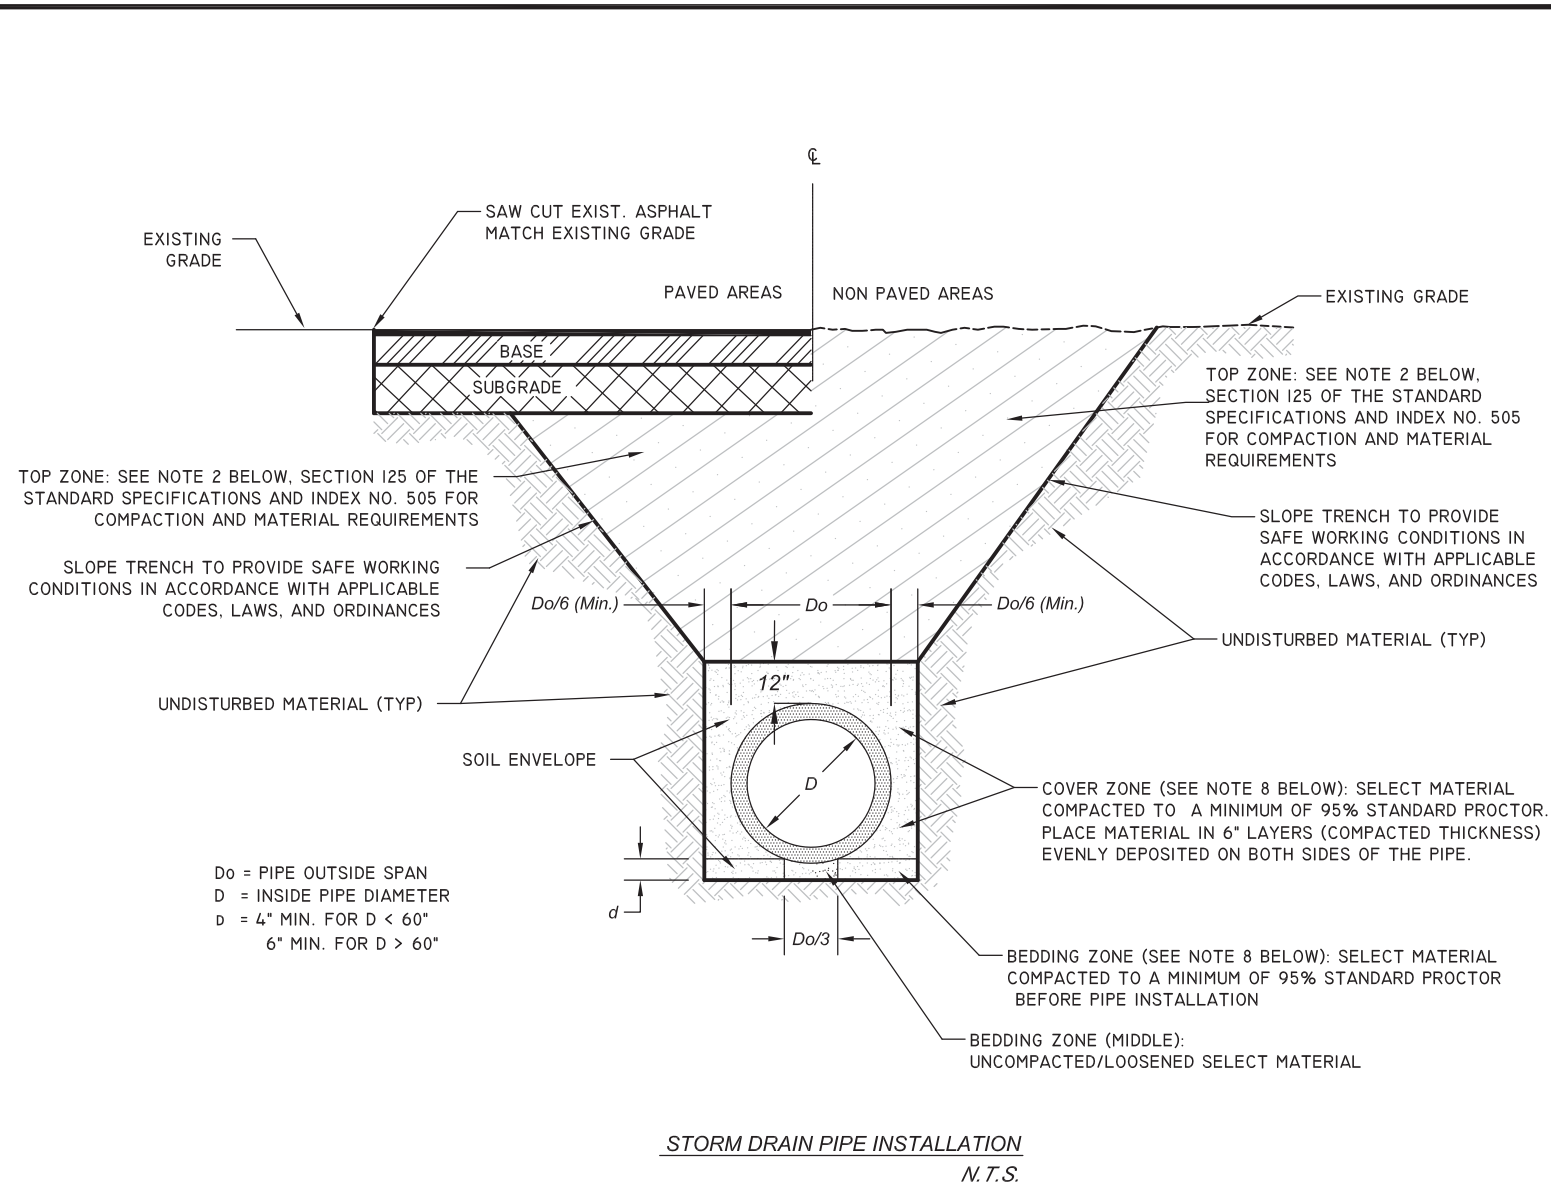 ℄
SAW CUT EXIST. ASPHALT
MATCH EXISTING GRADE
EXISTING
GRADE
PAVED AREAS
NON PAVED AREAS
EXISTING GRADE
BASE
SUBGRADE
TOP ZONE: SEE NOTE 2 BELOW,
SECTION 125 OF THE STANDARD
SPECIFICATIONS AND INDEX NO. 505
FOR COMPACTION AND MATERIAL
REQUIREMENTS
TOP ZONE: SEE NOTE 2 BELOW, SECTION 125 OF THE
STANDARD SPECIFICATIONS AND INDEX NO. 505 FOR
COMPACTION AND MATERIAL REQUIREMENTS
SLOPE TRENCH TO PROVIDE
SAFE WORKING CONDITIONS IN
ACCORDANCE WITH APPLICABLE
CODES, LAWS, AND ORDINANCES
SLOPE TRENCH TO PROVIDE SAFE WORKING
CONDITIONS IN ACCORDANCE WITH APPLICABLE
CODES, LAWS, AND ORDINANCES
Do/6 (Min.)
Do
Do/6 (Min.)
UNDISTURBED MATERIAL (TYP)
12"
UNDISTURBED MATERIAL (TYP)
SOIL ENVELOPE
D
COVER ZONE (SEE NOTE 8 BELOW): SELECT MATERIAL
COMPACTED TO A MINIMUM OF 95% STANDARD PROCTOR.
PLACE MATERIAL IN 6" LAYERS (COMPACTED THICKNESS)
EVENLY DEPOSITED ON BOTH SIDES OF THE PIPE.
Do = PIPE OUTSIDE SPAN
D = INSIDE PIPE DIAMETER
D = 4" MIN. FOR D < 60"
6" MIN. FOR D > 60"
d
Do/3
BEDDING ZONE (SEE NOTE 8 BELOW): SELECT MATERIAL
COMPACTED TO A MINIMUM OF 95% STANDARD PROCTOR
BEFORE PIPE INSTALLATION
BEDDING ZONE (MIDDLE):
UNCOMPACTED/LOOSENED SELECT MATERIAL
STORM DRAIN PIPE INSTALLATION
N.T.S.